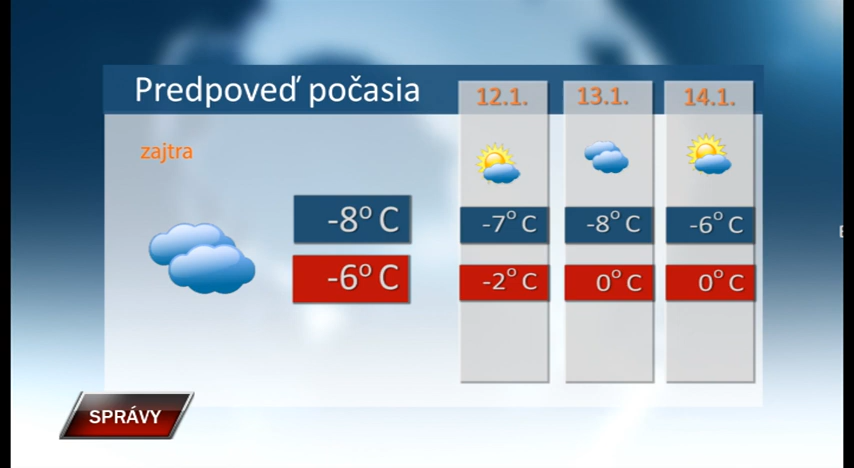 Predpoveď počasia
zajtra
-8° C
-6° C
12.1.
-7° C
-2° C
13.1.
-8° C
0° C
14.1.
-6° C
0° C
SPRÁVY